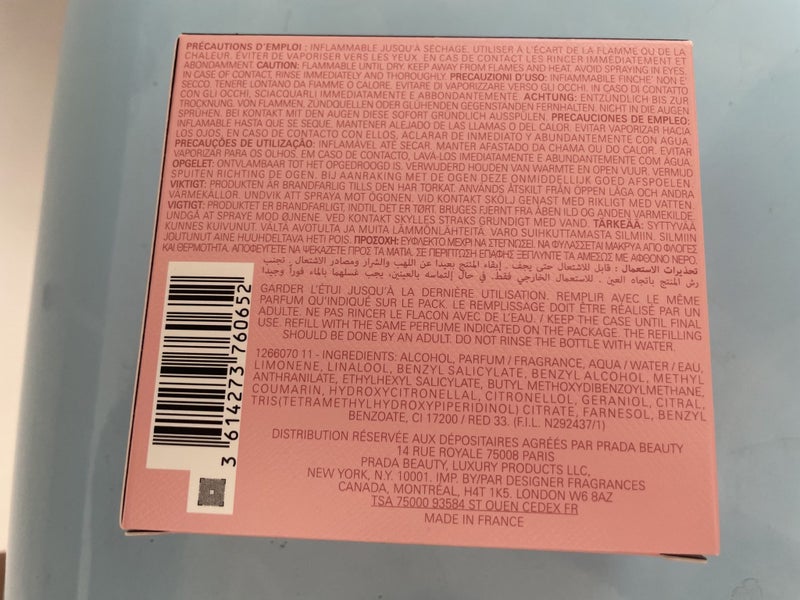 PRÉCAUTIONS D'EMPLOI : INFLAMMABLE JUSQU'À SÉCHAGE. UTILISER À L'ÉCART DE LA FLAMME OU DE LA
CHALEUR. ÉVITER DE VAPORISER VERS LES YEUX. EN CAS DE CONTACT LES RINCER IMMÉDIATEMENT ET
ABONDAMMENT. CAUTION: FLAMMABLE UNTIL DRY. KEEP AWAY FROM FLAMES AND HEAT. AVOID SPRAYING IN EYES.
IN CASE OF CONTACT, RINSE IMMEDIATELY AND THOROUGHLY. PRECAUZIONI D'USO: INFIAMMABILE FINCHE' NON E'
SECCO. TENERE LONTANO DA FIAMME O CALORE. EVITARE DI VAPORIZZARE VERSO GLI OCCHI. IN CASO DI CONTATTO
CON GLI OCCHI, SCIACQUARLI IMMEDIATAMENTE E ABBONDANTEMENTE. ACHTUNG: ENTZÜNDLICH BIS ZUR
TROCKNUNG. VON FLAMMEN, ZÜNDQUELLEN ODER GLÜHENDEN GEGENSTÄNDEN FERNHALTEN. NICHT IN DIE AUGEN
SPRÜHEN. BEI KONTAKT MIT DEN AUGEN DIESE SOFORT GRÜNDLICH AUSSPÜLEN. PRECAUCIONES DE EMPLEO:
INFLAMABLE HASTA QUE SE SEQUE, MANTENER ALEJADO DE LAS LLAMAS O DEL CALOR. EVITAR VAPORIZAR HACIA
LOS OJOS, EN CASO DE CONTACTO CON ELLOS, ACLARAR DE INMEDIATO Y ABUNDANTEMENTE CON AGUA.
PRECAUÇÕES DE UTILIZAÇÃO: INFLAMÁVEL ATÉ SECAR. MANTER AFASTADO DA CHAMA OU DO CALOR. EVITAR
VAPORIZAR PARA OS OLHOS. EM CASO DE CONTACTO, LAVÁ-LOS IMEDIATAMENTE E ABUNDANTEMENTE COM ÁGUA.
OPGELET: ONTVLAMBAAR TOT HET OPGEDROOGD IS. VERWIJDERD HOUDEN VAN WARMTE EN OPEN VUUR. VERMIJD
SPUITEN RICHTING DE OGEN. BIJ AANRAKING MET DE OGEN DEZE ONMIDDELLIJK GOED AFSPOELEN.
VIKTIGT: PRODUKTEN ÄR BRANDFARLIG TILLS DEN HAR TORKAT. ANVÄNDS ÅTSKILT FRÅN ÖPPEN LÅGA OCH ANDRA
VÄRMEKÄLLOR. UNDVIK ATT SPRAYA MOT ÖGONEN. VID KONTAKT SKÖLJ GENAST MED RIKLIGT MED VATTEN.
VIGTIGT: PRODUKTET ER BRANDFARLIGT, INDTIL DET ER TØRT. BRUGES FJERNT FRA ÅBEN ILD OG ANDEN VARMEKILDE.
UNDGÅ AT SPRAYE MOD ØJNENE. VED KONTAKT SKYLLES STRAKS GRUNDIGT MED VAND. TÄRKEÄÄ: SYTTYVÄÄ
KUNNES KUIVUNUT. VÄLTÄ AVOTULTA JA MUITA LÄMMÖNLÄHTEITÄ. VARO SUIHKUTTAMASTA SILMIIN. SILMIIN
JOUTUNUT AINE HUUHDELTAVA HETI POIS. ΠΡΟΣΟΧΗ: ΕΥΦΛΕΚΤΟ ΜΕΧΡΙ ΝΑ ΣΤΕΓΝΩΣΕΙ. ΝΑ ΦΥΛΑΣΣΕΤΑΙ ΜΑΚΡΥΑ ΑΠΟ ΦΛΟΓΕΣ
ΚΑΙ ΘΕΡΜΟΤΗΤΑ. ΑΠΟΦΕΥΓΕΤΕ ΝΑ ΨΕΚΑΖΕΤΕ ΠΡΟΣ ΤΑ ΜΑΤΙΑ. ΣΕ ΠΕΡΙΠΤΩΣΗ ΕΠΑΦΗΣ ΞΕΠΛΥΝΤΕ ΤΑ ΑΜΕΣΩΣ ΜΕ ΑΦΘΟΝΟ ΝΕΡΟ.
تحذيرات الاستعمال: قابل للاشتعال حتى يجف. إبقاء المنتج بعيدا عن اللهب والشرار ومصادر الاشتعال. تجنب
رش المنتج باتجاه العين. للاستعمال الخارجي فقط. في حال إلتماسه بالعينين، يجب غسلهما بالماء فوراً وجيداً
GARDER L'ÉTUI JUSQU'À LA DERNIÈRE UTILISATION. REMPLIR AVEC LE MÊME
PARFUM QU'INDIQUÉ SUR LE PACK. LE REMPLISSAGE DOIT ÊTRE RÉALISÉ PAR UN
ADULTE. NE PAS RINCER LE FLACON AVEC DE L'EAU. / KEEP THE CASE UNTIL FINAL
USE. REFILL WITH THE SAME PERFUME INDICATED ON THE PACKAGE. THE REFILLING
SHOULD BE DONE BY AN ADULT. DO NOT RINSE THE BOTTLE WITH WATER.
1266070 11 - INGREDIENTS: ALCOHOL, PARFUM / FRAGRANCE, AQUA / WATER / EAU,
LIMONENE, LINALOOL, BENZYL SALICYLATE, BENZYL ALCOHOL, METHYL
ANTHRANILATE, ETHYLHEXYL SALICYLATE, BUTYL METHOXYDIBENZOYLMETHANE,
COUMARIN, HYDROXYCITRONELLAL, CITRONELLOL, GERANIOL, CITRAL,
TRIS(TETRAMETHYLHYDROXYPIPERIDINOL) CITRATE, FARNESOL, BENZYL
BENZOATE, CI 17200 / RED 33. (F.I.L. N292437/1)
DISTRIBUTION RÉSERVÉE AUX DÉPOSITAIRES AGRÉÉS PAR PRADA BEAUTY
14 RUE ROYALE 75008 PARIS
PRADA BEAUTY, LUXURY PRODUCTS LLC,
NEW YORK, N.Y. 10001. IMP. BY/PAR DESIGNER FRAGRANCES
CANADA, MONTRÉAL, H4T 1K5. LONDON W6 8AZ
TSA 75000 93584 ST OUEN CEDEX FR
MADE IN FRANCE
3 614273 760652